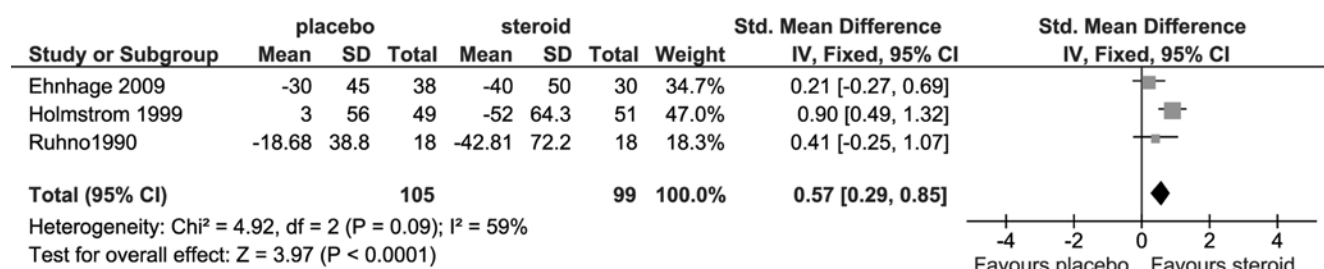 placebo steroid Std. Mean Difference Std. Mean Difference
Study or Subgroup Mean SD Total Mean SD Total Weight IV, Fixed, 95% CI IV, Fixed, 95% CI
Ehnhage 2009 -30 45 38 -40 50 30 34.7% 0.21 [-0.27, 0.69]
Holmstrom 1999 3 56 49 -52 64.3 51 47.0% 0.90 [0.49, 1.32]
Ruhno1990 -18.68 38.8 18 -42.81 72.2 18 18.3% 0.41 [-0.25, 1.07]
Total (95% CI) 105 99 100.0% 0.57 [0.29, 0.85]
Heterogeneity: Chi² = 4.92, df = 2 (P = 0.09); I² = 59%
Test for overall effect: Z = 3.97 (P < 0.0001)
-4 -2 0 2 4
Favours placebo Favours steroid